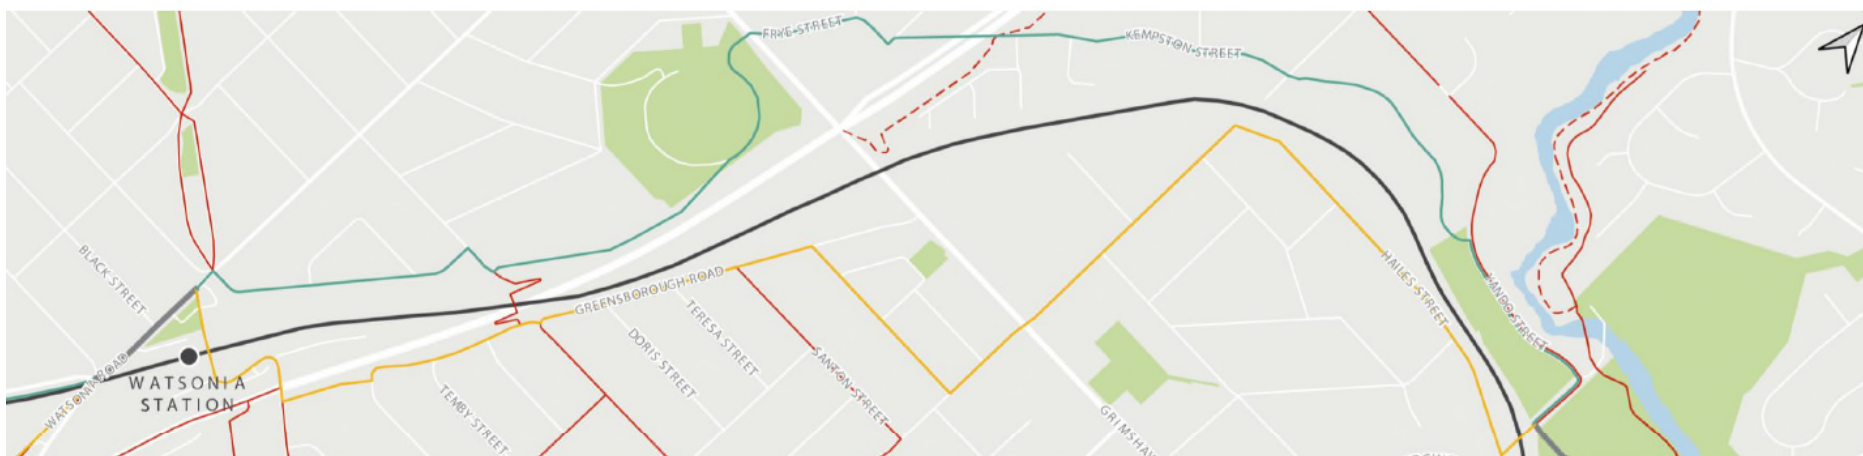 FRYE STREET
KEMPSTON STREET
BLACK STREET
GREENSBOROUGH ROAD
HAILES STREET
TERESA STREET
DORIS STREET
SANTON STREET
WATSONIA ROAD
WATSONIA
STATION
TEMBY STREET
GRIMSHAW